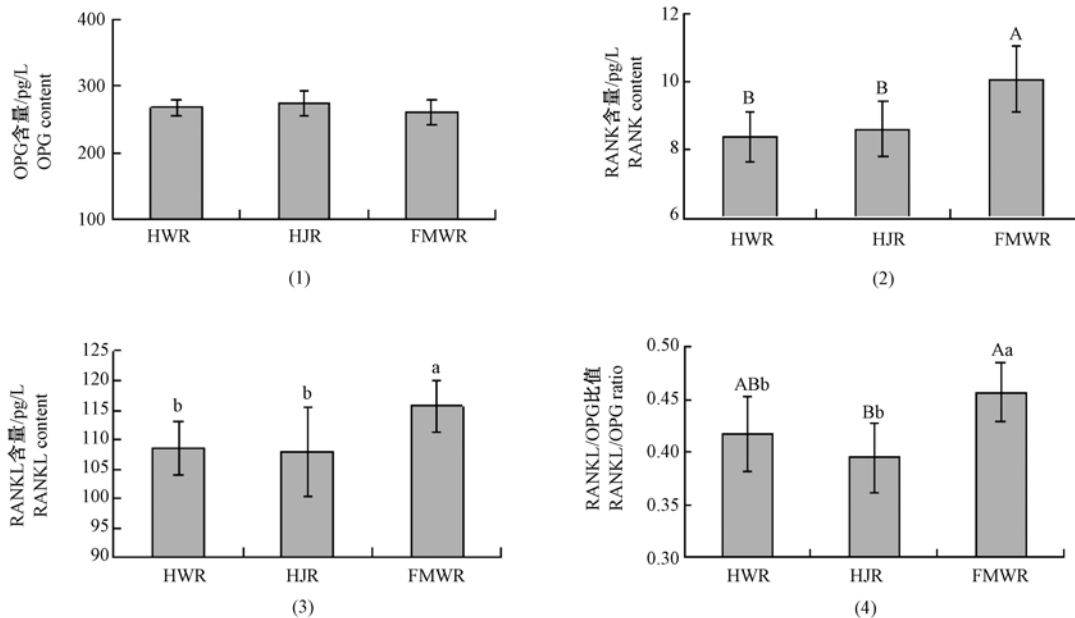 OPG含量/pg/L
OPG content
400
300
200
100
HWR
HJR
FMWR
(1)
RANK含量/pg/L
RANK content
12
10
8
6
B
B
A
HWR
HJR
FMWR
(2)
RANKL含量/pg/L
RANKL content
125
120
115
110
105
100
95
90
b
b
a
HWR
HJR
FMWR
(3)
RANKL/OPG比值
RANKL/OPG ratio
0.50
0.45
0.40
0.35
0.30
ABb
Bb
Aa
HWR
HJR
FMWR
(4)